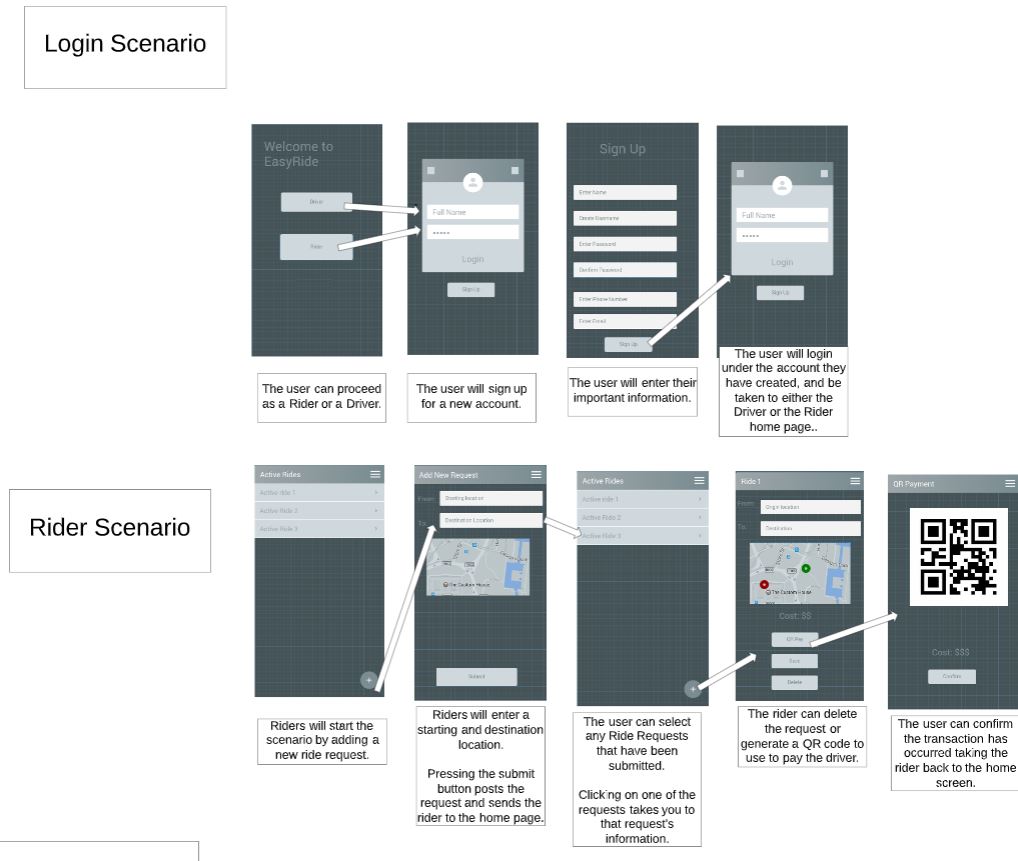 Login Scenario
Welcome to
EasyRide
Driver
Rider
Full Name
-----
Login
Sign Up
Sign Up
Enter Name
Create Username
Enter Password
Confirm Password
Enter Phone Number
Enter Email
Sign Up
Full Name
-----
Login
Sign Up
The user can proceed
as a Rider or a Driver.
The user will sign up
for a new account.
The user will enter their
important information.
The user will login
under the account they
have created, and be
taken to either the
Driver or the Rider
home page..
Rider Scenario
Active Rides
Active ride 1
Active Ride 2
Active Ride 3
+
Add New Request
From:
Starting location
To:
Destination Location
The Custom House
Submit
Active Rides
Active ride 1
Active Ride 2
Active Ride 3
+
Ride 1
From:
Origin location
To:
Destination
The Custom House
Cost: $$
QR Pay
Delete
QR Payment
Cost: $$$
Confirm
Riders will start the
scenario by adding a
new ride request.
Riders will enter a
starting and destination
location.
Pressing the submit
button posts the
request and sends the
rider to the home page.
The user can select
any Ride Requests
that have been
submitted.
Clicking on one of the
requests takes you to
that request's
information.
The rider can delete
the request or
generate a QR code to
use to pay the driver.
The user can confirm
the transaction has
occurred taking the
rider back to the home
screen.